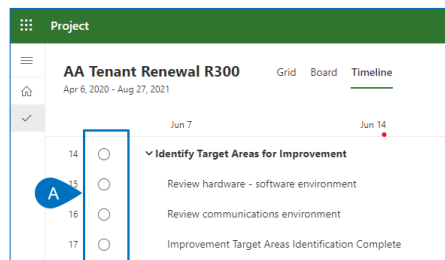 Project
AA Tenant Renewal R300
Grid Board Timeline
Apr 6, 2020 - Aug 27, 2021
Jun 7 Jun 14
14 Identify Target Areas for Improvement
A
15 Review hardware - software environment
16 Review communications environment
17 Improvement Target Areas Identification Complete